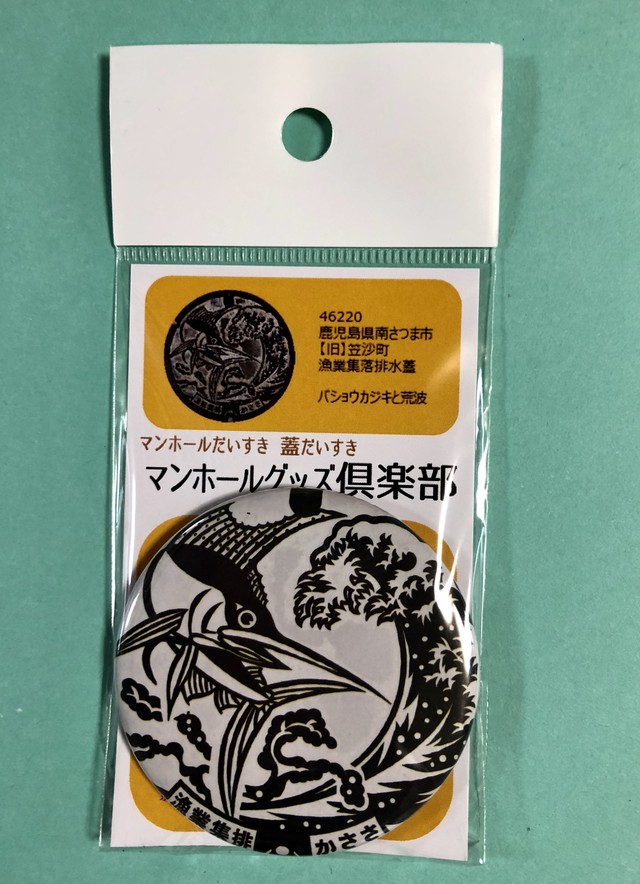 46220
鹿児島県南さつま市
【旧】笠沙町
漁業集落排水蓋
バショウカジキと荒波
マンホールだいすき 蓋だいすき
マンホールグッズ倶楽部
漁業集排
かささ